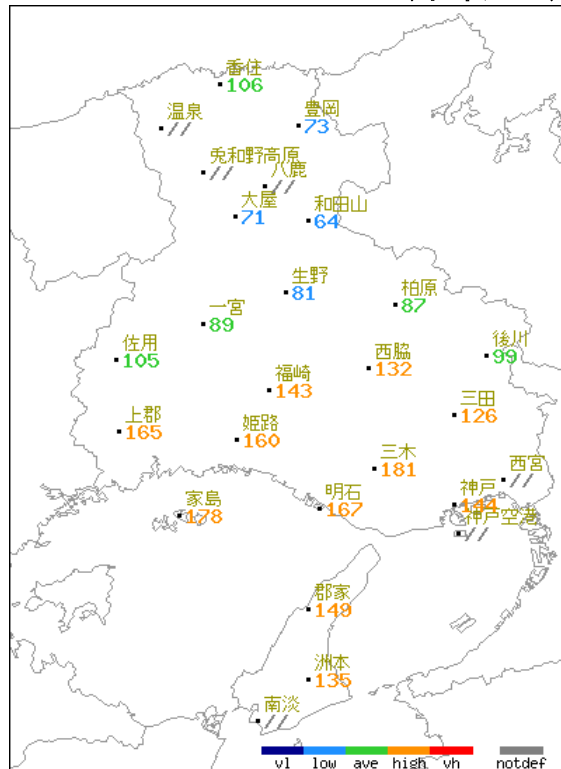 香住
106
温泉
//
豊岡
73
兎和野高原
//
八鹿
//
大屋
71
和田山
64
生野
81
柏原
87
一宮
89
佐用
105
後川
99
西脇
132
福崎
143
三田
126
上郡
165
姫路
160
三木
181
西宮
//
家島
178
明石
167
神戸
144
神戸空港
//
郡家
149
洲本
135
南淡
//
vl low ave high vh notdef